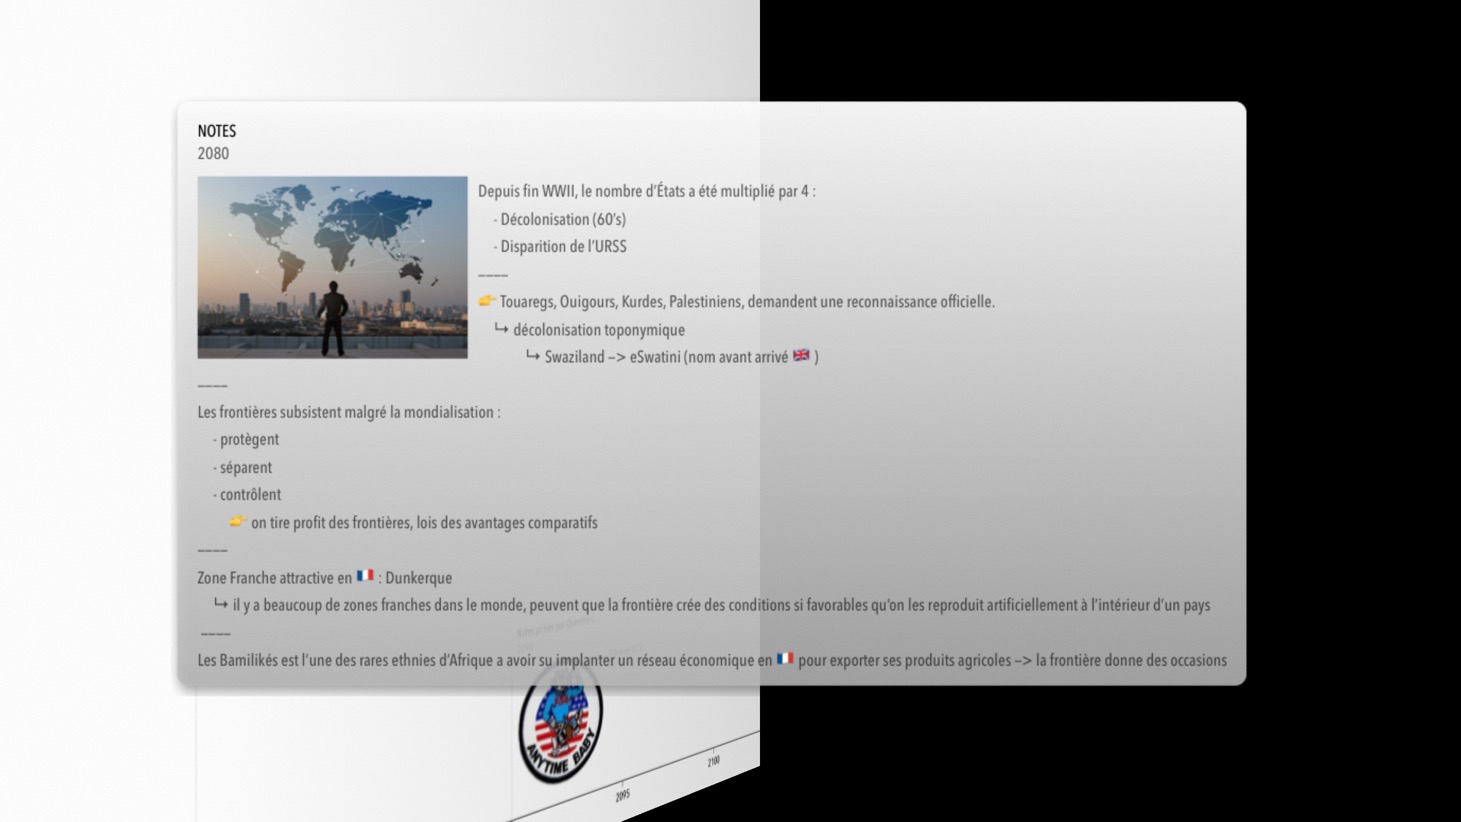 NOTES
2080
Depuis fin WWII, le nombre d'États a été multiplié par 4 :
- Décolonisation (60's)
- Disparition de l'URSS
————
👉 Touaregs, Ouigours, Kurdes, Palestiniens, demandent une reconnaissance officielle.
↳ décolonisation toponymique
↳ Swaziland —> eSwatini (nom avant arrivé 🇬🇧 )
————
Les frontières subsistent malgré la mondialisation :
- protègent
- séparent
- contrôlent
👉 on tire profit des frontières, lois des avantages comparatifs
————
Zone Franche attractive en 🇫🇷 : Dunkerque
↳ il y a beaucoup de zones franches dans le monde, peuvent que la frontière crée des conditions si favorables qu'on les reproduit artificiellement à l'intérieur d'un pays
————
Les Bamilikés est l'une des rares ethnies d'Afrique a avoir su implanter un réseau économique en 🇫🇷 pour exporter ses produits agricoles —> la frontière donne des occasions
ANYTIME BABY
2095
2100